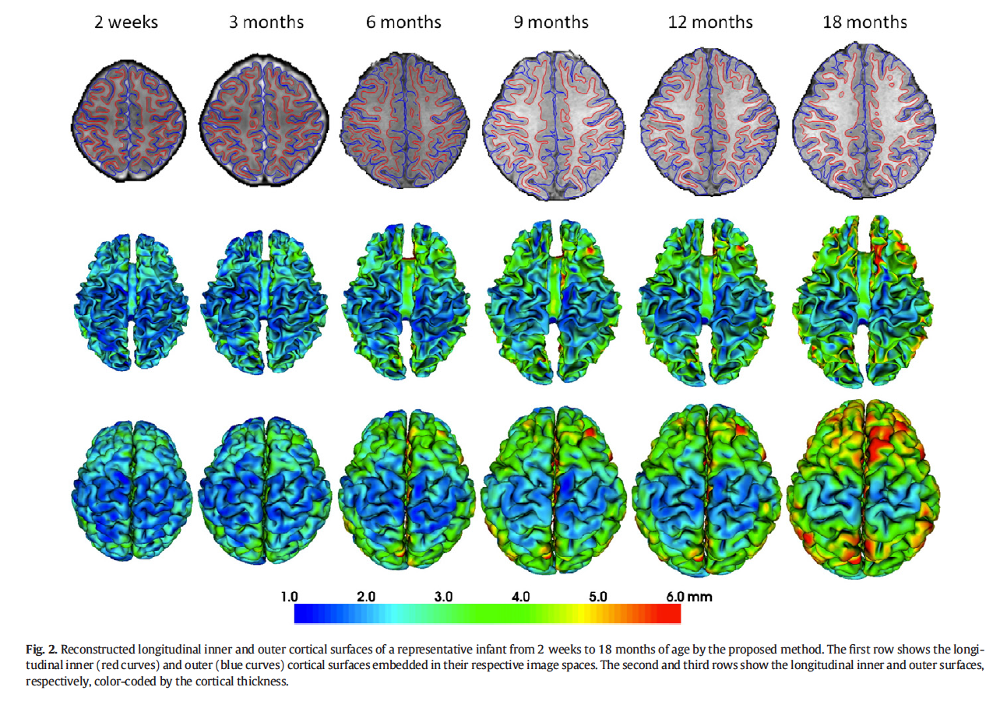 2 weeks 3 months 6 months 9 months 12 months 18 months
1.0 2.0 3.0 4.0 5.0 6.0 mm
Fig. 2. Reconstructed longitudinal inner and outer cortical surfaces of a representative infant from 2 weeks to 18 months of age by the proposed method. The first row shows the longi-
tudinal inner (red curves) and outer (blue curves) cortical surfaces embedded in their respective image spaces. The second and third rows show the longitudinal inner and outer surfaces,
respectively, color-coded by the cortical thickness.